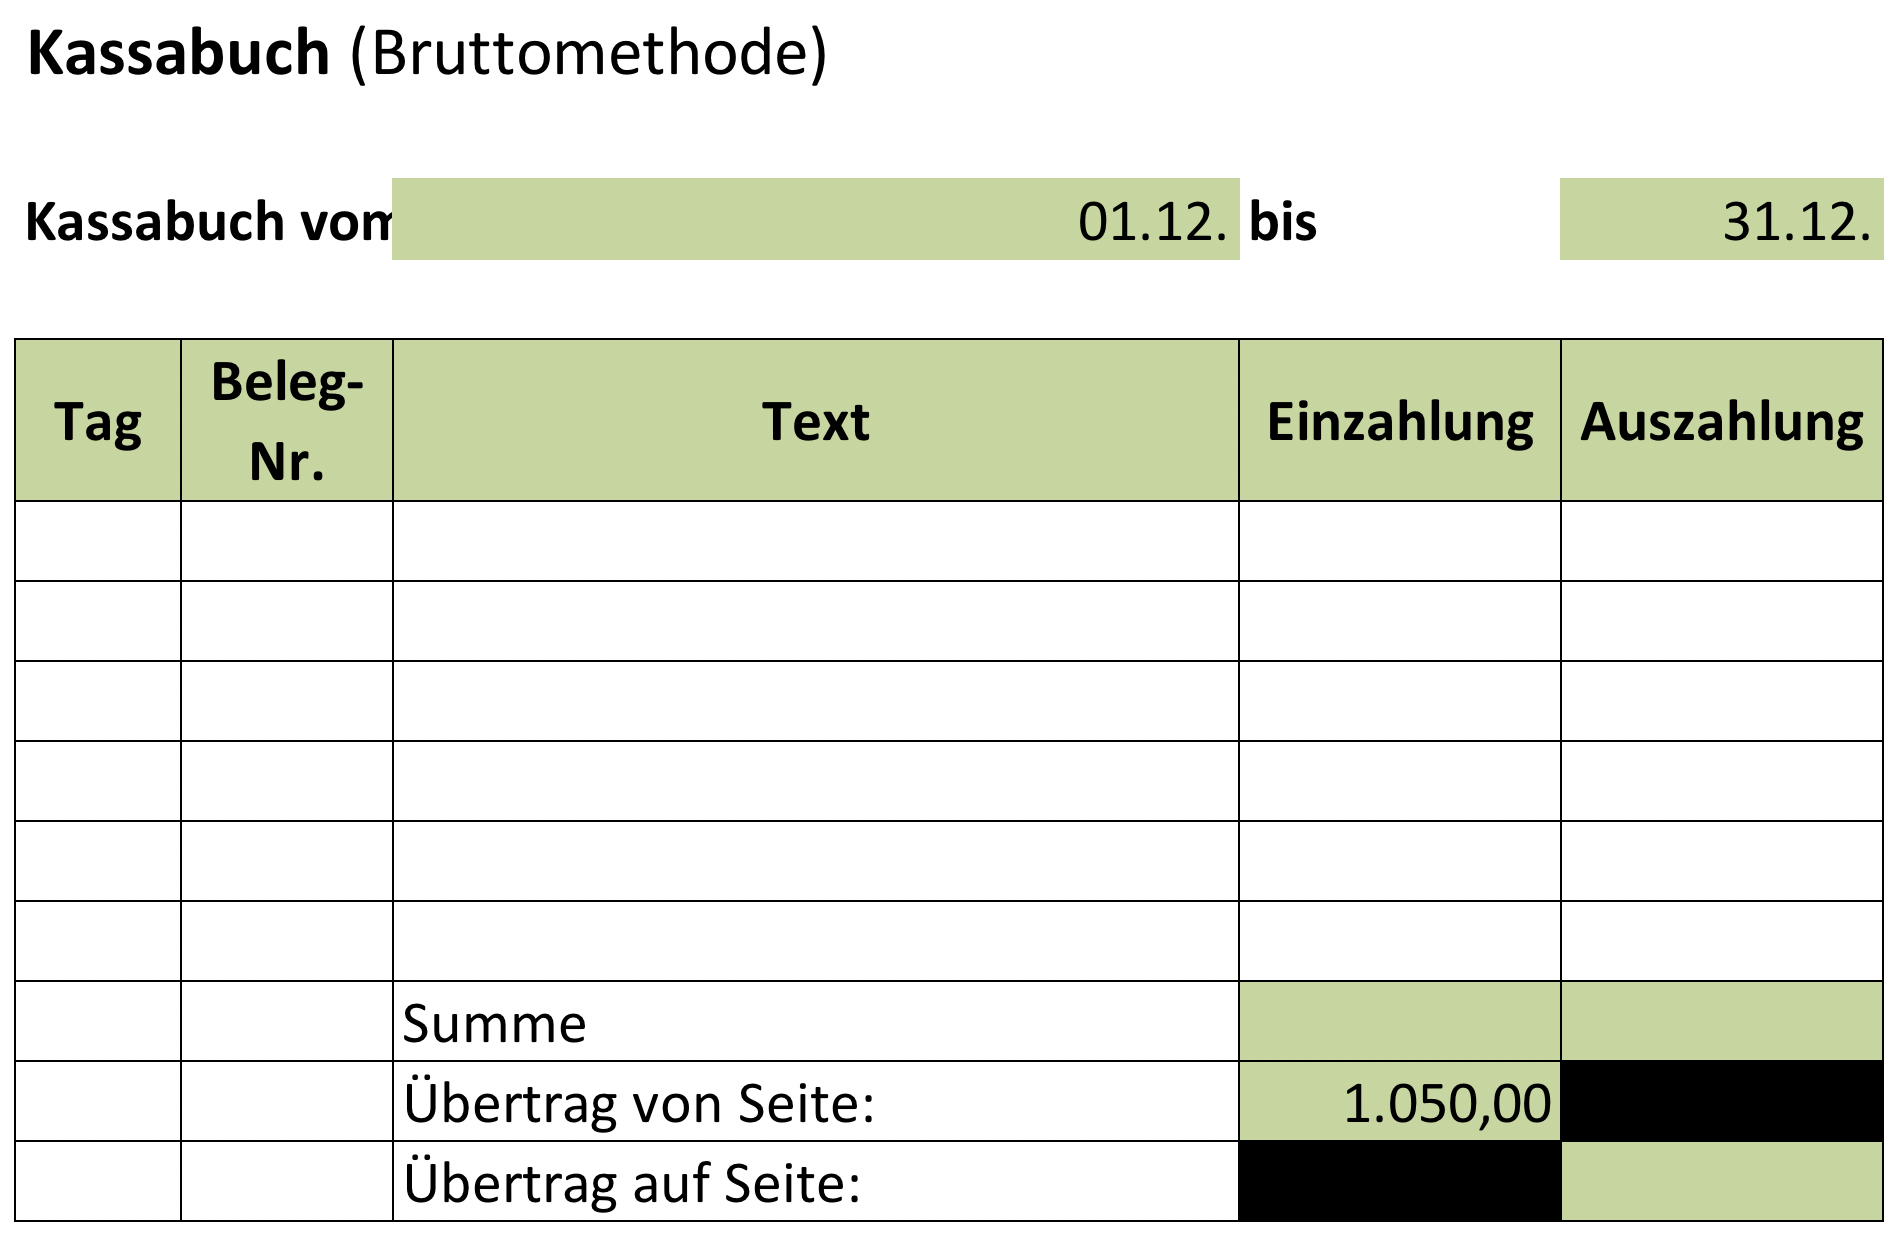 Kassabuch (Bruttomethode)
Kassabuch vom 01.12. bis 31.12.
Tag Beleg-Nr. Text Einzahlung Auszahlung
Summe
Übertrag von Seite: 1.050,00
Übertrag auf Seite: